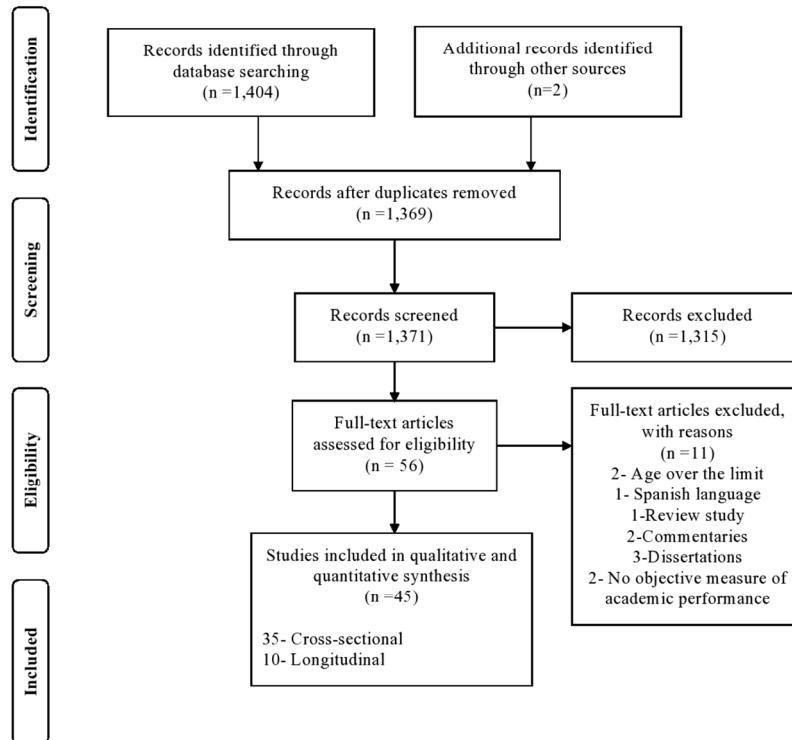 Identification
Records identified through
database searching
(n =1,404)
Additional records identified
through other sources
(n=2)
Records after duplicates removed
(n =1,369)
Screening
Records screened
(n =1,371)
Records excluded
(n =1,315)
Eligibility
Full-text articles
assessed for eligibility
(n = 56)
Full-text articles excluded,
with reasons
(n =11)
2- Age over the limit
1- Spanish language
1-Review study
2-Commentaries
3-Dissertations
2- No objective measure of
academic performance
Included
Studies included in qualitative and
quantitative synthesis
(n =45)
35- Cross-sectional
10- Longitudinal